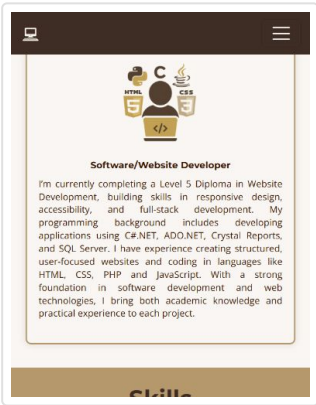 C
HTML
CSS
5
3
</>
Software/Website Developer
I'm currently completing a Level 5 Diploma in Website
Development, building skills in responsive design,
accessibility, and full-stack development. My
programming background includes developing
applications using C#.NET, ADO.NET, Crystal Reports,
and SQL Server. I have experience creating structured,
user-focused websites and coding in languages like
HTML, CSS, PHP and JavaScript. With a strong
foundation in software development and web
technologies, I bring both academic knowledge and
practical experience to each project.
Skills